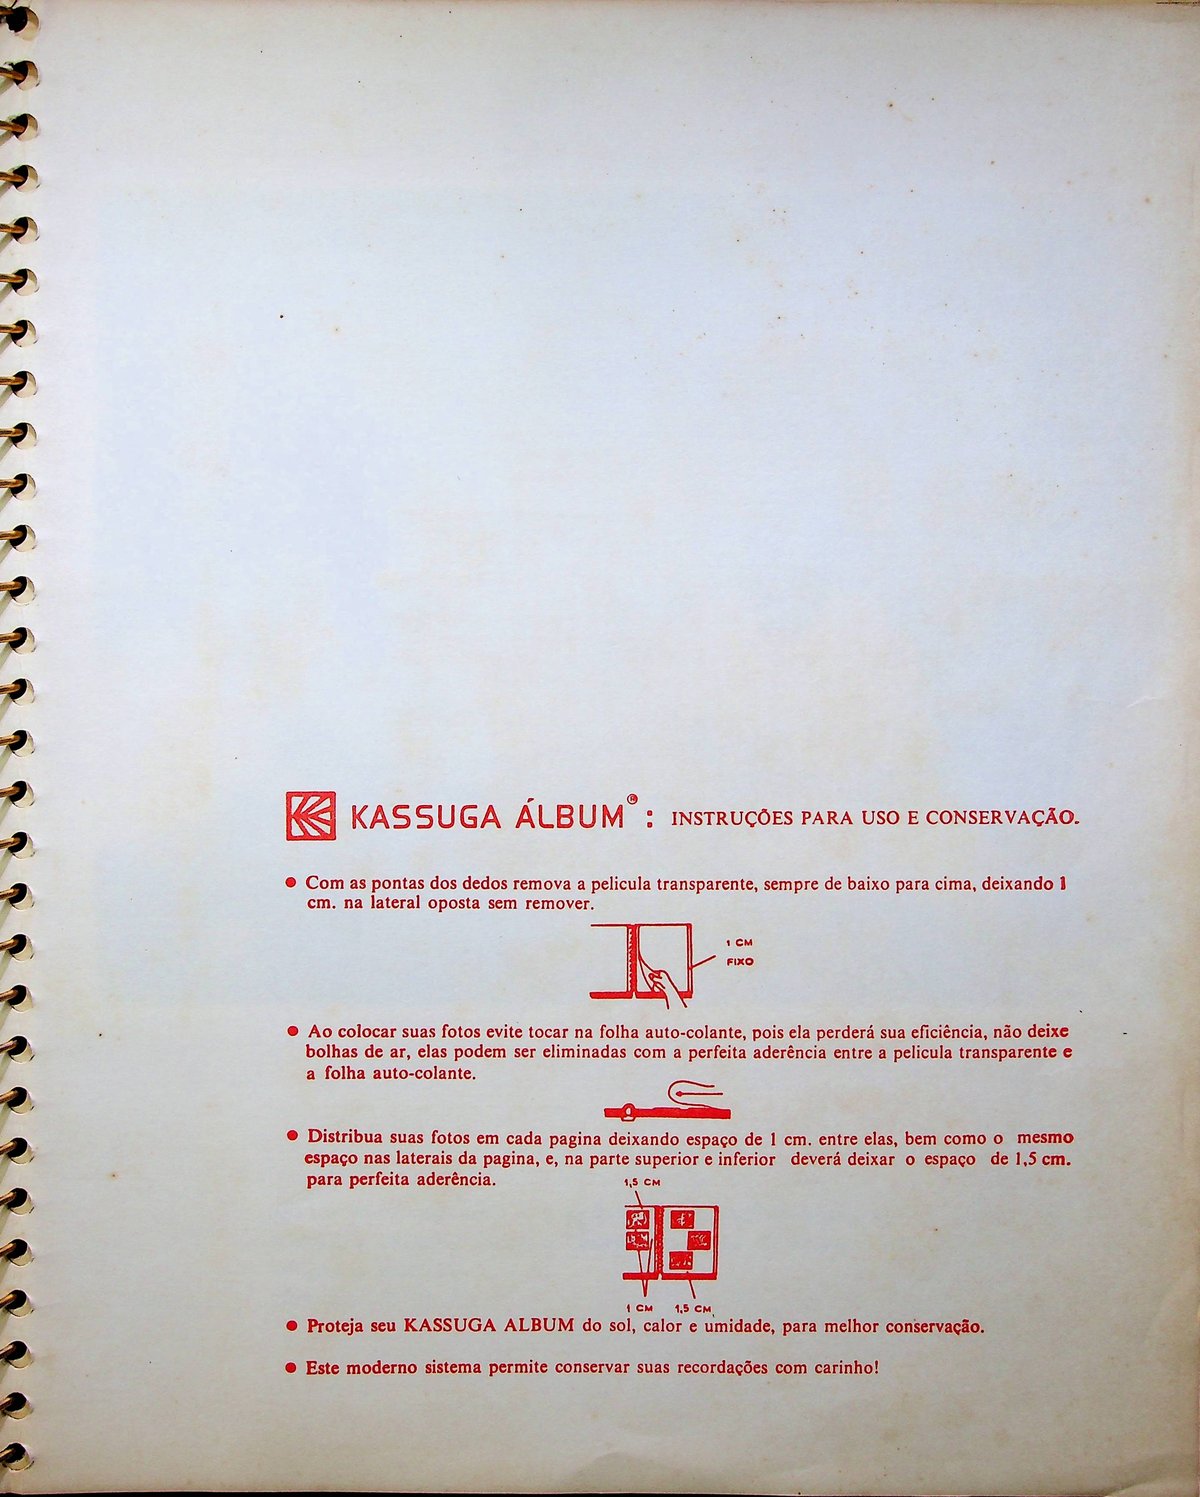 KASSUGA ÁLBUM® : INSTRUÇÕES PARA USO E CONSERVAÇÃO.
● Com as pontas dos dedos remova a pelicula transparente, sempre de baixo para cima, deixando 1
cm. na lateral oposta sem remover.
1 CM
FIXO
● Ao colocar suas fotos evite tocar na folha auto-colante, pois ela perderá sua eficiência, não deixe
bolhas de ar, elas podem ser eliminadas com a perfeita aderência entre a pelicula transparente e
a folha auto-colante.
● Distribua suas fotos em cada pagina deixando espaço de 1 cm. entre elas, bem como o mesmo
espaço nas laterais da pagina, e, na parte superior e inferior deverá deixar o espaço de 1,5 cm.
para perfeita aderência.
1,5 CM
1 CM 1,5 CM
● Proteja seu KASSUGA ALBUM do sol, calor e umidade, para melhor conservação.
● Este moderno sistema permite conservar suas recordações com carinho!